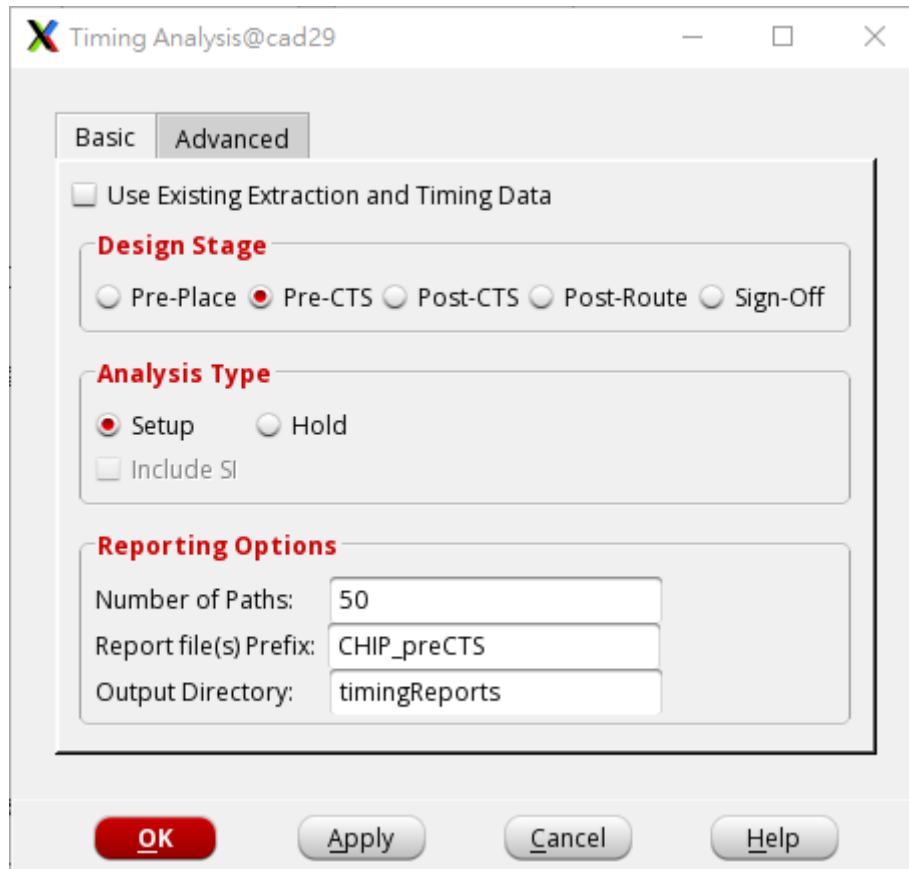 Timing Analysis@cad29
Basic Advanced
Use Existing Extraction and Timing Data
Design Stage
Pre-Place Pre-CTS Post-CTS Post-Route Sign-Off
Analysis Type
Setup Hold
Include SI
Reporting Options
Number of Paths: 50
Report file(s) Prefix: CHIP_preCTS
Output Directory: timingReports
OK Apply Cancel Help